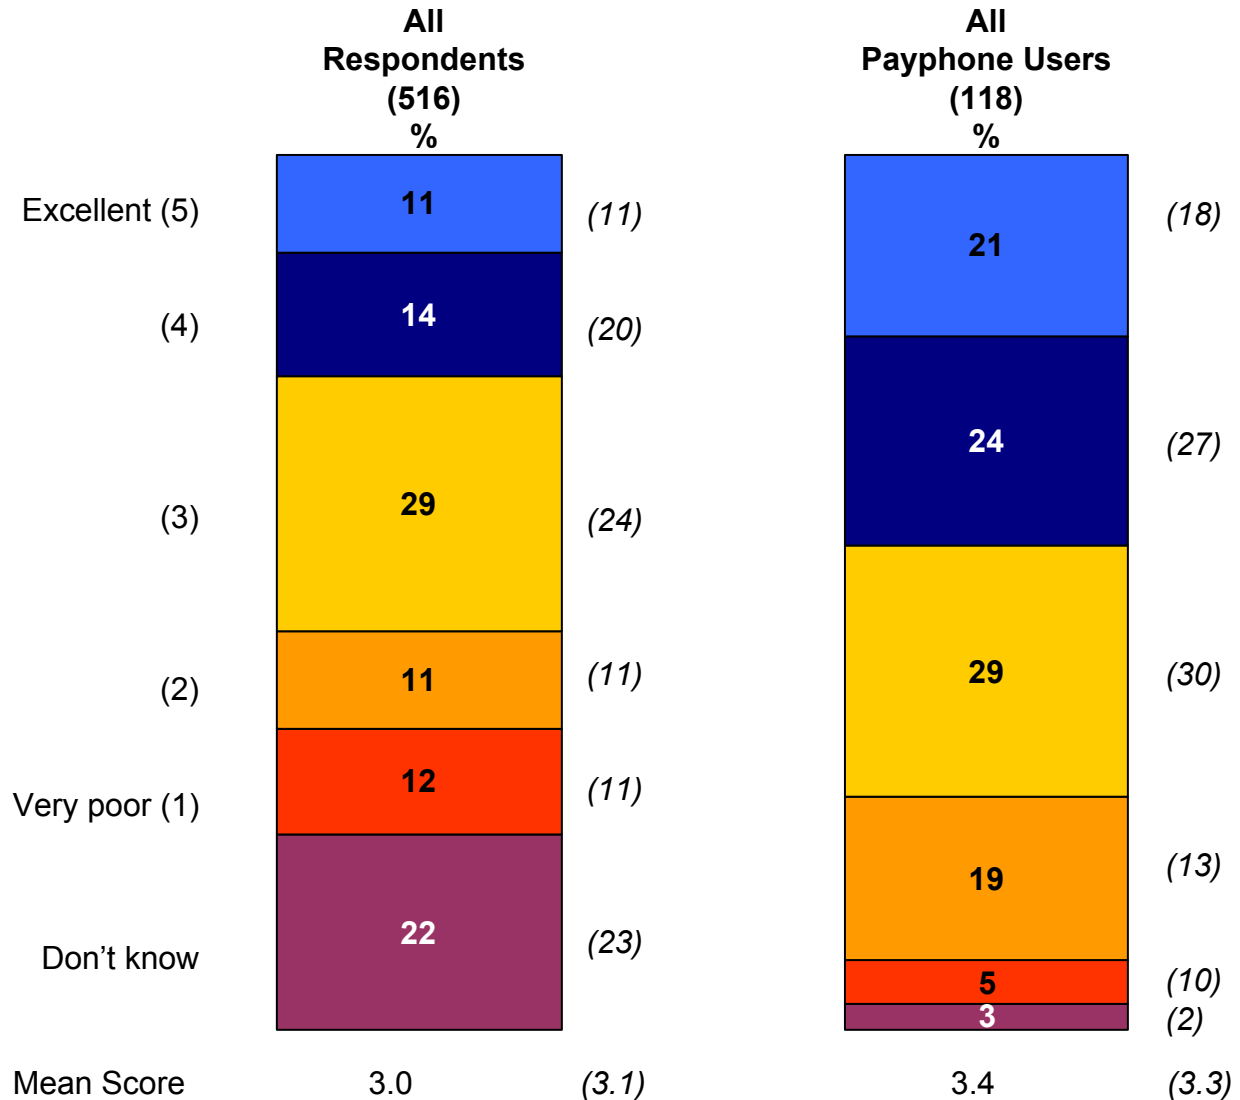 All
Respondents
(516)
%
All
Payphone Users
(118)
%
Excellent (5) 11 (11) 21 (18)
(4) 14 (20) 24 (27)
(3) 29 (24) 29 (30)
(2) 11 (11) 19 (13)
Very poor (1) 12 (11) 5 (10)
Don’t know 22 (23) 3 (2)
Mean Score 3.0 (3.1) 3.4 (3.3)